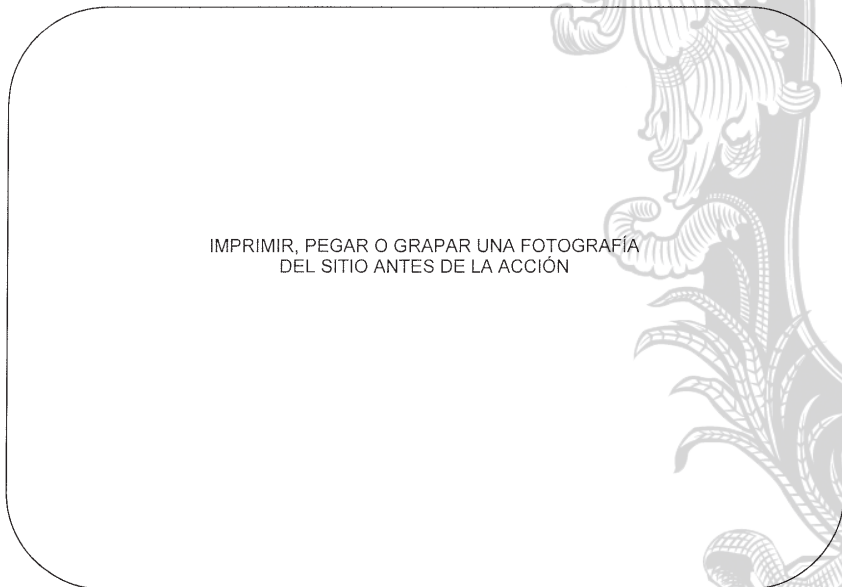 IMPRIMIR, PEGAR O GRAPAR UNA FOTOGRAFÍA
DEL SITIO ANTES DE LA ACCIÓN